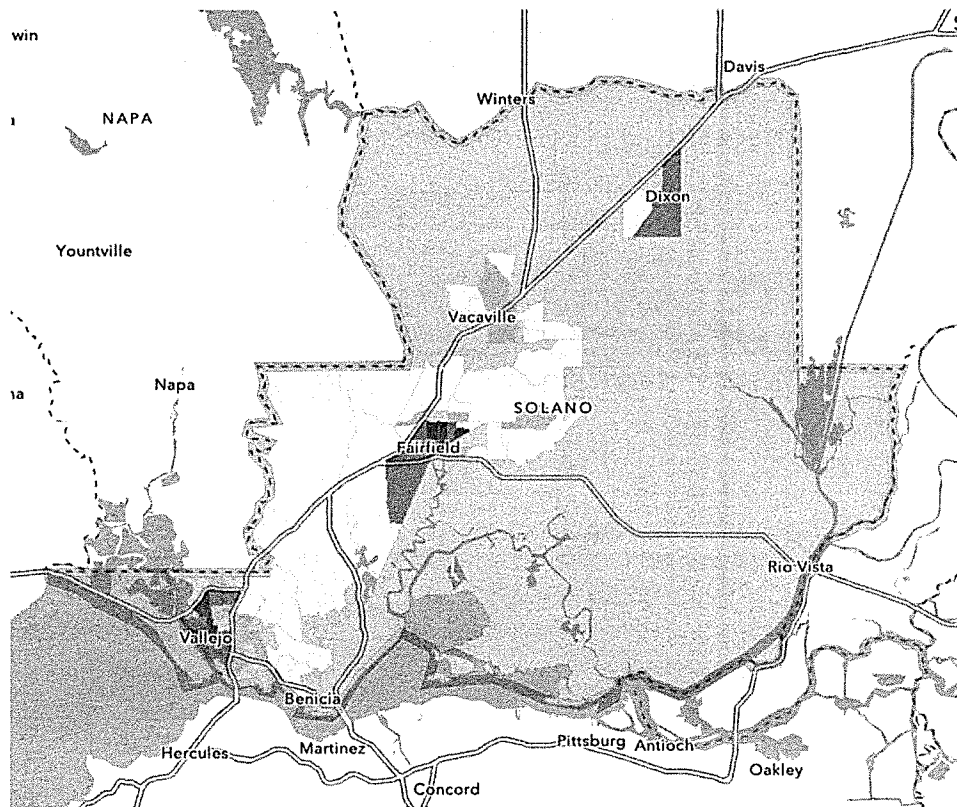 win
Davis
Winters
NAPA
Dixon
Yountville
Vacaville
Napa
na
SOLANO
Fairfield
Rio Vista
Vallejo
Benicia
Hercules
Martinez
Pittsburg
Antioch
Oakley
Concord